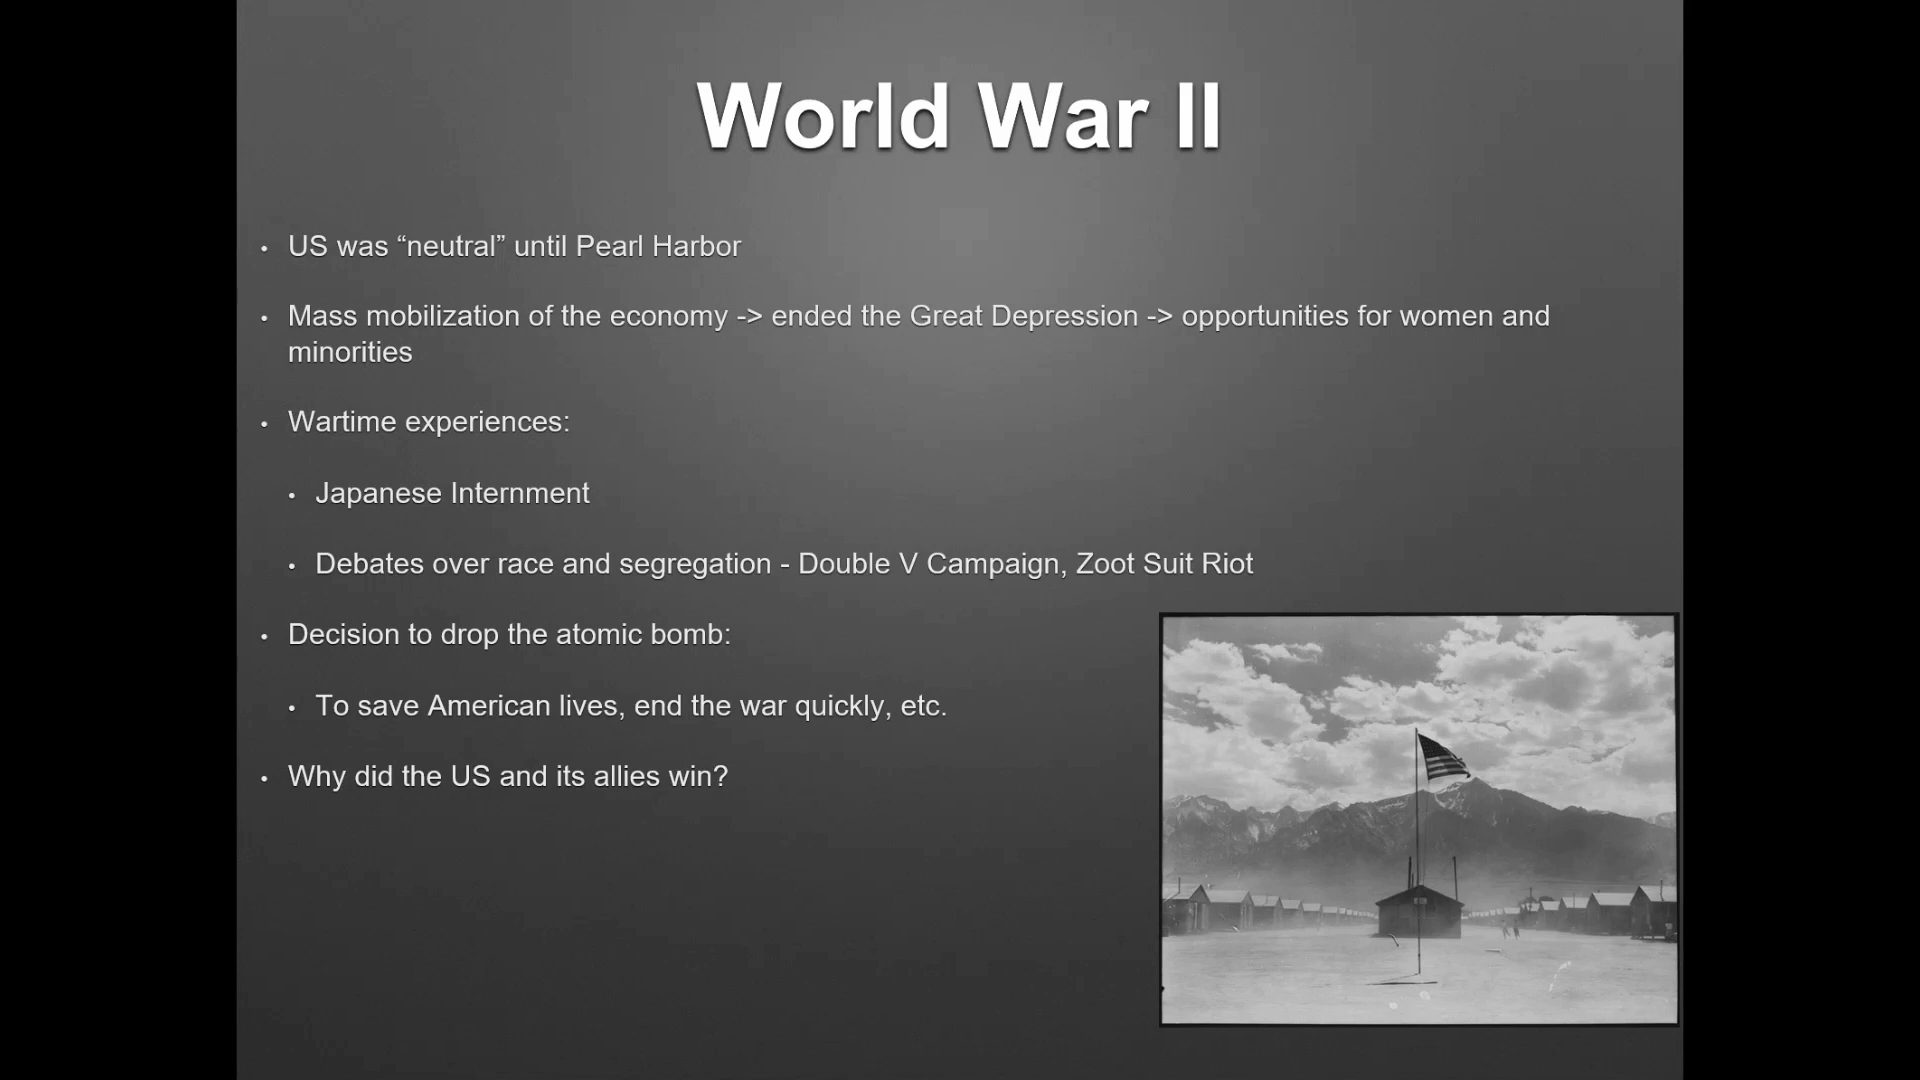 World War II
• US was “neutral” until Pearl Harbor
• Mass mobilization of the economy -> ended the Great Depression -> opportunities for women and
minorities
• Wartime experiences:
• Japanese Internment
• Debates over race and segregation - Double V Campaign, Zoot Suit Riot
• Decision to drop the atomic bomb:
• To save American lives, end the war quickly, etc.
• Why did the US and its allies win?